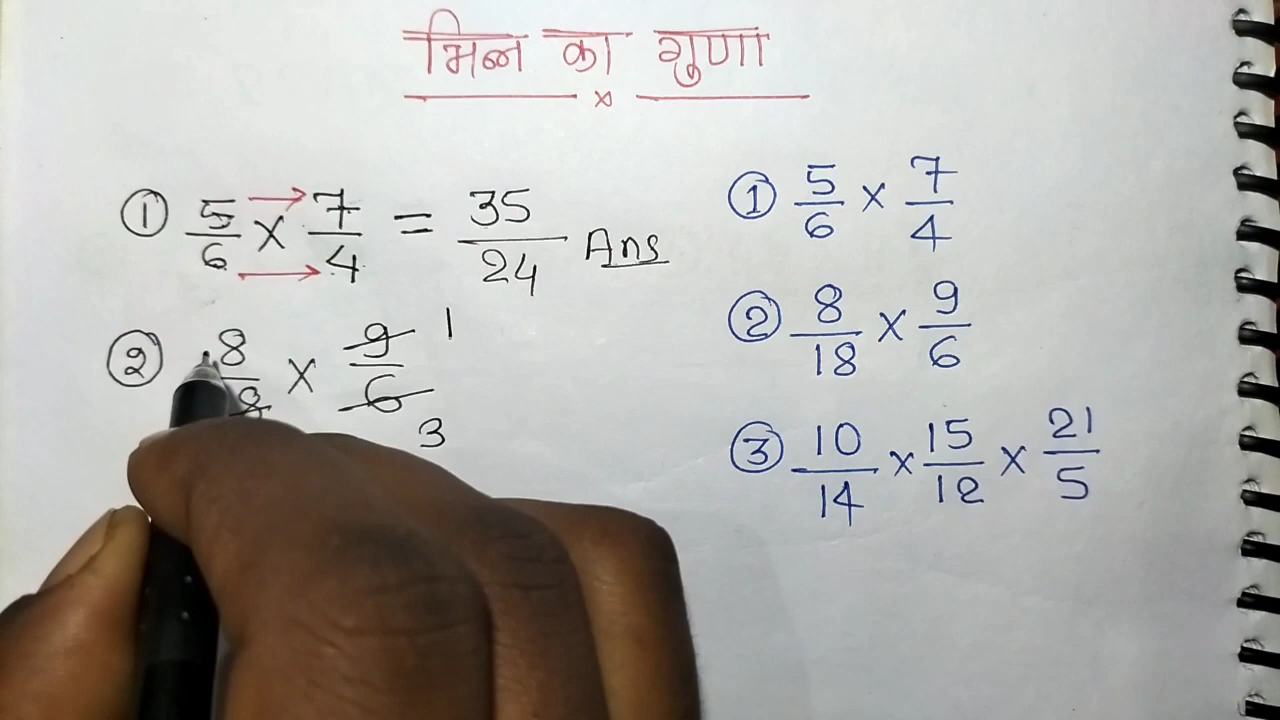 भिन्न का गुणा
×
① 5/6 × 7/4 = 35/24 Ans
② 8/8 × 9/6 1 3
① 5/6 × 7/4
② 8/18 × 9/6
③ 10/14 × 15/12 × 21/5